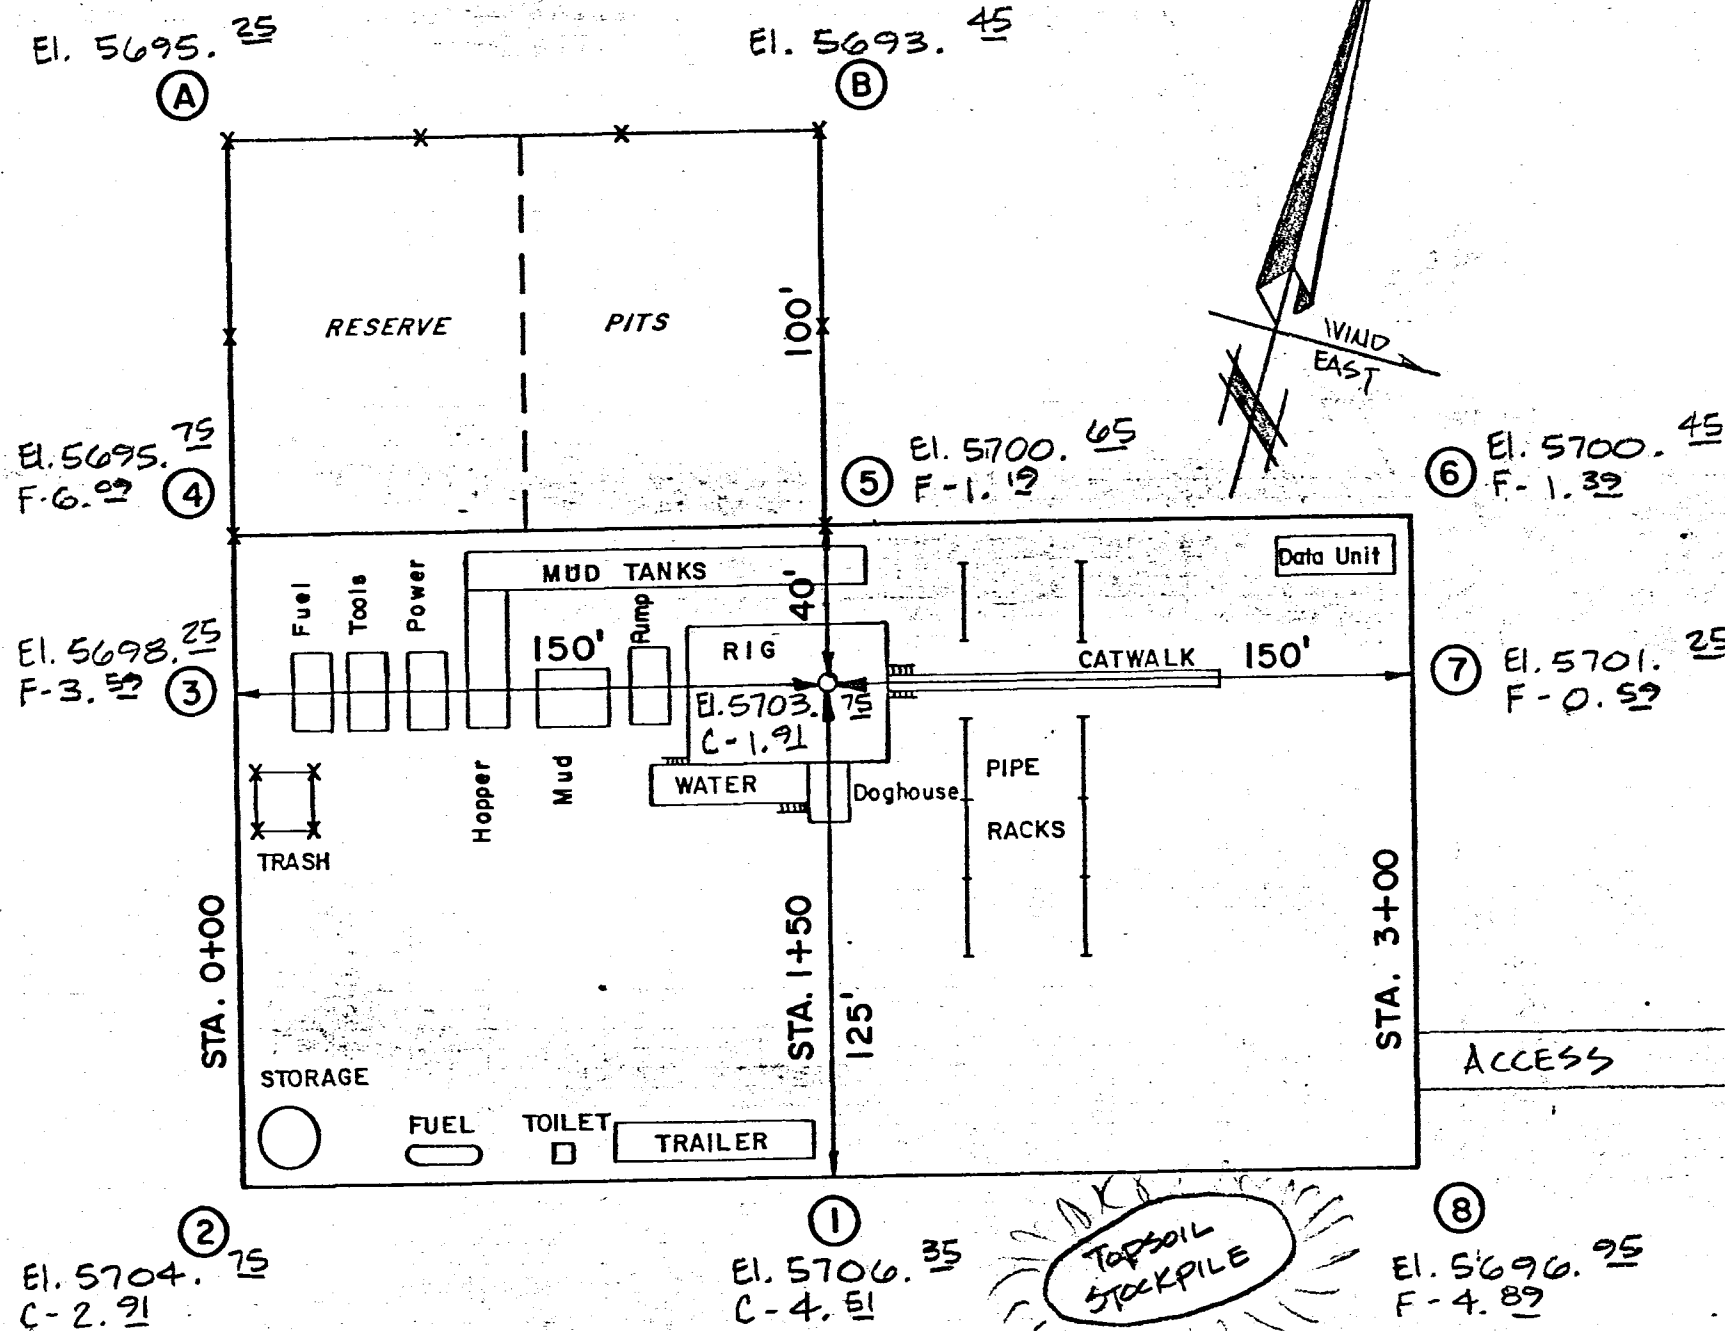 El. 5695. 25
El. 5693. 45
A
B
RESERVE PITS
100'
WIND
EAST
El. 5695. 75
F-6. 09
4
5
El. 5700. 65
F-1. 19
6
El. 5700. 45
F-1. 39
Fuel
Tools
Power
MUD TANKS
Pump
40'
Data Unit
El. 5698. 25
F-3. 59
3
150'
RIG
CATWALK
150'
7
El. 5701. 25
F-0. 59
El. 5703. 75
C-1. 91
WATER
Doghouse
PIPE
RACKS
Hopper
Mud
TRASH
STA. 0+00
STA. 1+50
125'
STA. 3+00
ACCESS
STORAGE
FUEL
TOILET
TRAILER
2
El. 5704. 75
C-2. 91
1
El. 5706. 35
C-4. 51
TOPSOIL
STOCKPILE
8
El. 5696. 95
F-4. 89